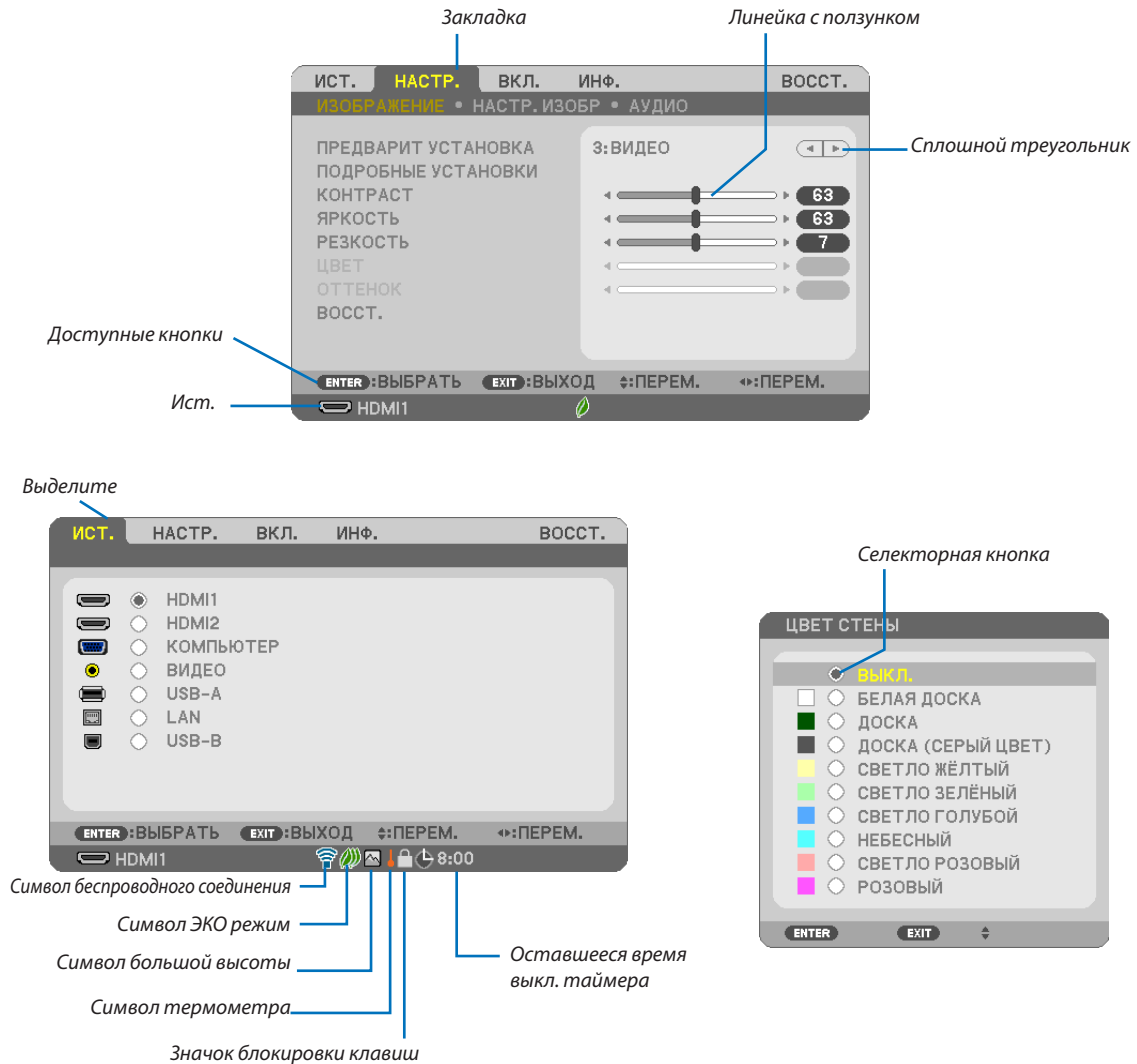 Закладка
Линейка с ползунком
ИСТ. НАСТР. ВКЛ. ИНФ. ВОССТ.
ИЗОБРАЖЕНИЕ • НАСТР. ИЗОБР • АУДИО
ПРЕДВАРИТ УСТАНОВКА 3:ВИДЕО
Сплошной треугольник
ПОДРОБНЫЕ УСТАНОВКИ
КОНТРАСТ 63
ЯРКОСТЬ 63
РЕЗКОСТЬ 7
ЦВЕТ
ОТТЕНОК
ВОССТ.
Доступные кнопки
ENTER :ВЫБРАТЬ EXIT :ВЫХОД :ПЕРЕМ. :ПЕРЕМ.
Ист.
HDMI1
Выделите
ИСТ. НАСТР. ВКЛ. ИНФ. ВОССТ.
HDMI1
HDMI2
КОМПЬЮТЕР
ВИДЕО
USB-A
LAN
USB-B
ENTER :ВЫБРАТЬ EXIT :ВЫХОД :ПЕРЕМ. :ПЕРЕМ.
HDMI1 8:00
Символ беспроводного соединения
Символ ЭКО режим
Символ большой высоты
Символ термометра
Значок блокировки клавиш
Оставшееся время
выкл. таймера
Селекторная кнопка
ЦВЕТ СТЕНЫ
ВЫКЛ.
БЕЛАЯ ДОСКА
ДОСКА
ДОСКА (СЕРЫЙ ЦВЕТ)
СВЕТЛО ЖЁЛТЫЙ
СВЕТЛО ЗЕЛЁНЫЙ
СВЕТЛО ГОЛУБОЙ
НЕБЕСНЫЙ
СВЕТЛО РОЗОВЫЙ
РОЗОВЫЙ
ENTER EXIT